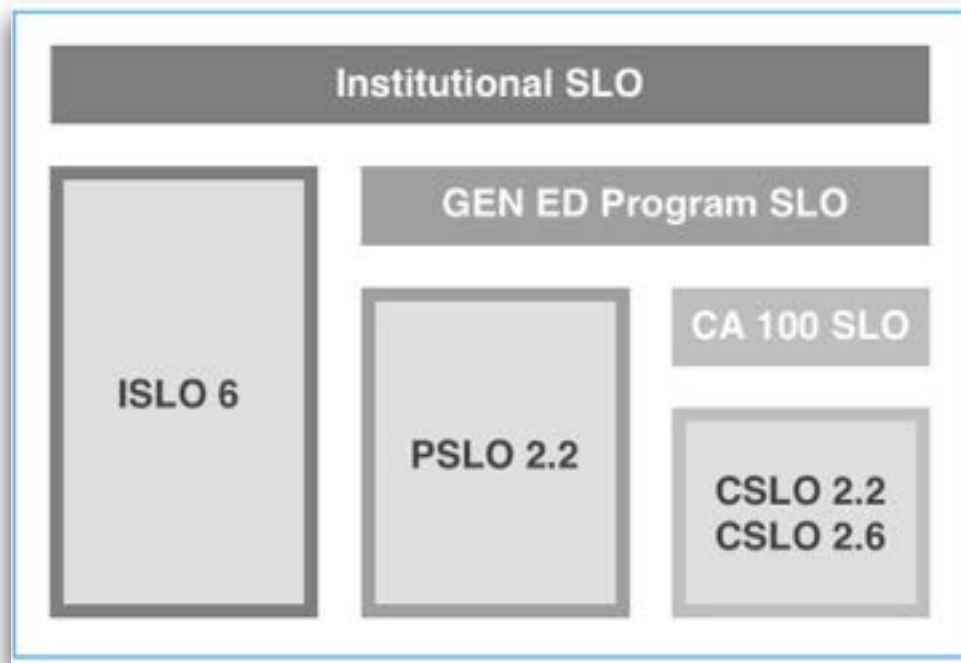 Institutional SLO
GEN ED Program SLO
CA 100 SLO
ISLO 6
PSLO 2.2
CSLO 2.2
CSLO 2.6